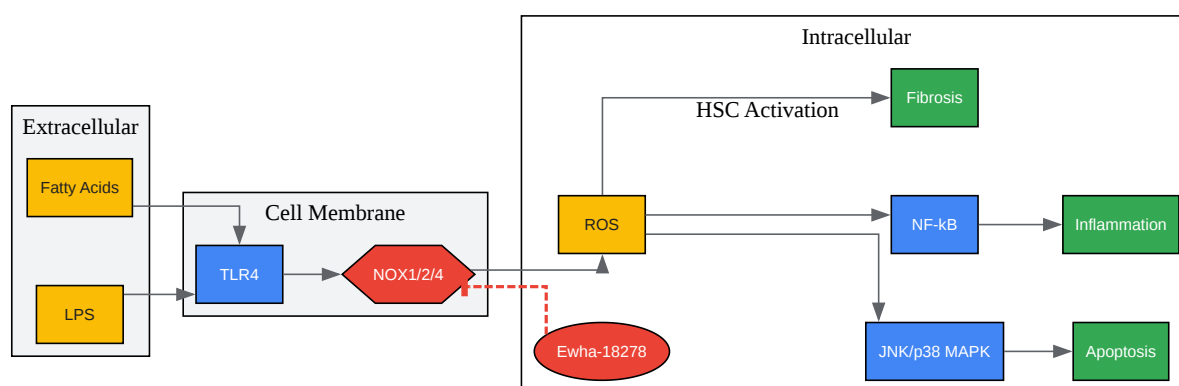 Intracellular
Fibrosis
HSC Activation
Extracellular
Fatty Acids
Cell Membrane
ROS
NF-kB
Inflammation
TLR4
NOX1/2/4
LPS
Ewha-18278
JNK/p38 MAPK
Apoptosis